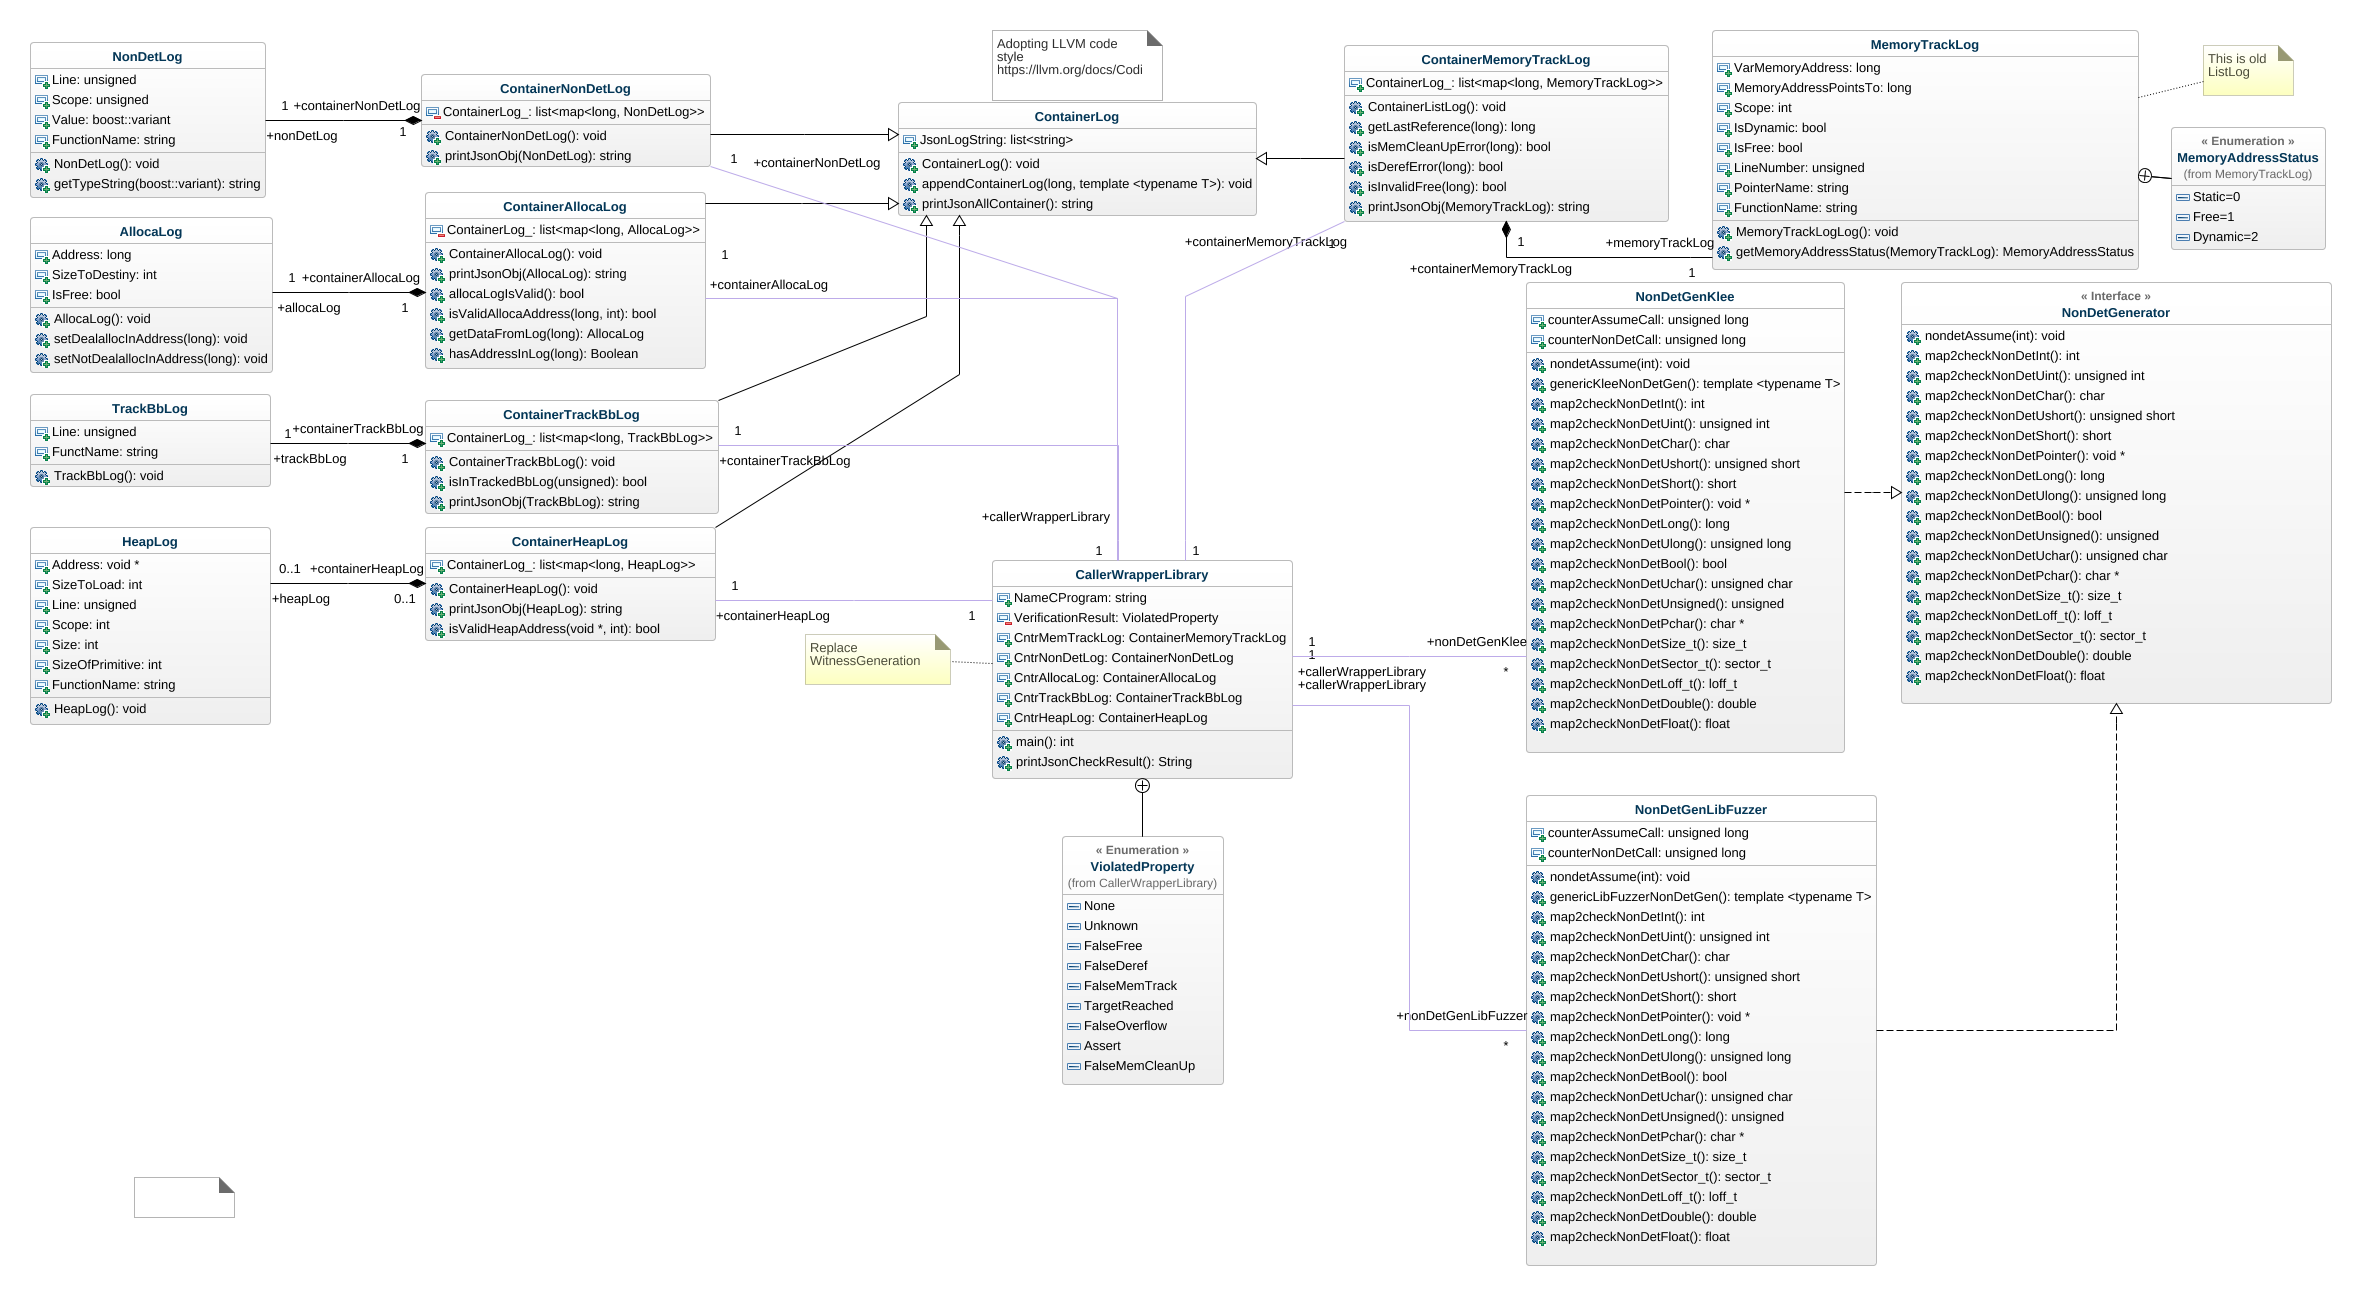 NonDetLog
Line: unsigned
Scope: unsigned
Value: boost::variant
FunctionName: string
NonDetLog(): void
getTypeString(boost::variant): string
1 +containerNonDetLog
+nonDetLog
1
ContainerNonDetLog
ContainerLog_: list<map<long, NonDetLog>>
ContainerNonDetLog(): void
printJsonObj(NonDetLog): string
1
+containerNonDetLog
Adopting LLVM code
style
https://llvm.org/docs/Codi
ContainerLog
JsonLogString: list<string>
ContainerLog(): void
appendContainerLog(long, template <typename T>): void
printJsonAllContainer(): string
ContainerMemoryTrackLog
ContainerLog_: list<map<long, MemoryTrackLog>>
ContainerListLog(): void
getLastReference(long): long
isMemCleanUpError(long): bool
isDerefError(long): bool
isInvalidFree(long): bool
printJsonObj(MemoryTrackLog): string
+containerMemoryTrackLog
1
1
+memoryTrackLog
+containerMemoryTrackLog
1
MemoryTrackLog
VarMemoryAddress: long
MemoryAddressPointsTo: long
Scope: int
IsDynamic: bool
IsFree: bool
LineNumber: unsigned
PointerName: string
FunctionName: string
MemoryTrackLogLog(): void
getMemoryAddressStatus(MemoryTrackLog): MemoryAddressStatus
This is old
ListLog
« Enumeration »
MemoryAddressStatus
(from MemoryTrackLog)
Static=0
Free=1
Dynamic=2
AllocaLog
Address: long
SizeToDestiny: int
IsFree: bool
AllocaLog(): void
setDealallocInAddress(long): void
setNotDealallocInAddress(long): void
1 +containerAllocaLog
+allocaLog
1
ContainerAllocaLog
ContainerLog_: list<map<long, AllocaLog>>
ContainerAllocaLog(): void
printJsonObj(AllocaLog): string
allocaLogIsValid(): bool
isValidAllocaAddress(long, int): bool
getDataFromLog(long): AllocaLog
hasAddressInLog(long): Boolean
1
+containerAllocaLog
TrackBbLog
Line: unsigned
FunctName: string
TrackBbLog(): void
1 +containerTrackBbLog
+trackBbLog
1
ContainerTrackBbLog
ContainerLog_: list<map<long, TrackBbLog>>
ContainerTrackBbLog(): void
isInTrackedBbLog(unsigned): bool
printJsonObj(TrackBbLog): string
1
+containerTrackBbLog
HeapLog
Address: void *
SizeToLoad: int
Line: unsigned
Scope: int
Size: int
SizeOfPrimitive: int
FunctionName: string
HeapLog(): void
0..1 +containerHeapLog
+heapLog
0..1
ContainerHeapLog
ContainerLog_: list<map<long, HeapLog>>
ContainerHeapLog(): void
printJsonObj(HeapLog): string
isValidHeapAddress(void *, int): bool
1
+containerHeapLog
1
+callerWrapperLibrary
1
1
Replace
WitnessGeneration
CallerWrapperLibrary
NameCProgram: string
VerificationResult: ViolatedProperty
CntrMemTrackLog: ContainerMemoryTrackLog
CntrNonDetLog: ContainerNonDetLog
CntrAllocaLog: ContainerAllocaLog
CntrTrackBbLog: ContainerTrackBbLog
CntrHeapLog: ContainerHeapLog
main(): int
printJsonCheckResult(): String
1
1
+callerWrapperLibrary
+callerWrapperLibrary
+nonDetGenKlee
*
+nonDetGenLibFuzzer
*
« Enumeration »
ViolatedProperty
(from CallerWrapperLibrary)
None
Unknown
FalseFree
FalseDeref
FalseMemTrack
TargetReached
FalseOverflow
Assert
FalseMemCleanUp
NonDetGenKlee
counterAssumeCall: unsigned long
counterNonDetCall: unsigned long
nondetAssume(int): void
genericKleeNonDetGen(): template <typename T>
map2checkNonDetInt(): int
map2checkNonDetUint(): unsigned int
map2checkNonDetChar(): char
map2checkNonDetUshort(): unsigned short
map2checkNonDetShort(): short
map2checkNonDetPointer(): void *
map2checkNonDetLong(): long
map2checkNonDetUlong(): unsigned long
map2checkNonDetBool(): bool
map2checkNonDetUchar(): unsigned char
map2checkNonDetUnsigned(): unsigned
map2checkNonDetPchar(): char *
map2checkNonDetSize_t(): size_t
map2checkNonDetSector_t(): sector_t
map2checkNonDetLoff_t(): loff_t
map2checkNonDetDouble(): double
map2checkNonDetFloat(): float
« Interface »
NonDetGenerator
nondetAssume(int): void
map2checkNonDetInt(): int
map2checkNonDetUint(): unsigned int
map2checkNonDetChar(): char
map2checkNonDetUshort(): unsigned short
map2checkNonDetShort(): short
map2checkNonDetPointer(): void *
map2checkNonDetLong(): long
map2checkNonDetUlong(): unsigned long
map2checkNonDetBool(): bool
map2checkNonDetUnsigned(): unsigned
map2checkNonDetUchar(): unsigned char
map2checkNonDetPchar(): char *
map2checkNonDetSize_t(): size_t
map2checkNonDetLoff_t(): loff_t
map2checkNonDetSector_t(): sector_t
map2checkNonDetDouble(): double
map2checkNonDetFloat(): float
NonDetGenLibFuzzer
counterAssumeCall: unsigned long
counterNonDetCall: unsigned long
nondetAssume(int): void
genericLibFuzzerNonDetGen(): template <typename T>
map2checkNonDetInt(): int
map2checkNonDetUint(): unsigned int
map2checkNonDetChar(): char
map2checkNonDetUshort(): unsigned short
map2checkNonDetShort(): short
map2checkNonDetPointer(): void *
map2checkNonDetLong(): long
map2checkNonDetUlong(): unsigned long
map2checkNonDetBool(): bool
map2checkNonDetUchar(): unsigned char
map2checkNonDetUnsigned(): unsigned
map2checkNonDetPchar(): char *
map2checkNonDetSize_t(): size_t
map2checkNonDetSector_t(): sector_t
map2checkNonDetLoff_t(): loff_t
map2checkNonDetDouble(): double
map2checkNonDetFloat(): float